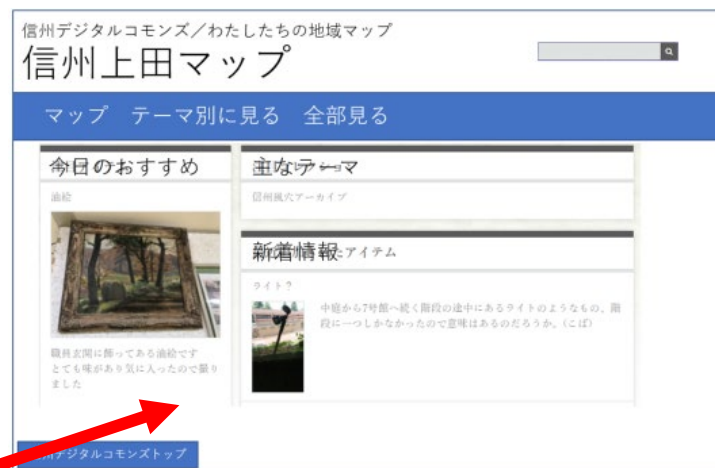 信州デジタルコモンズ／わたしたちの地域マップ
信州上田マップ
マップ　テーマ別に見る　全部見る
今日のおすすめ
油絵
職員玄関に飾ってある油絵です
とても味があり気に入ったので撮り
ました
主なテーマ
信州風穴アーカイブ
新着情報
アイテム
ライト？
中庭から7号館へ続く階段の途中にあるライトのようなもの、階
段に一つしかなかったので意味はあるのだろうか。(こば)
デジタルコモンズトップ